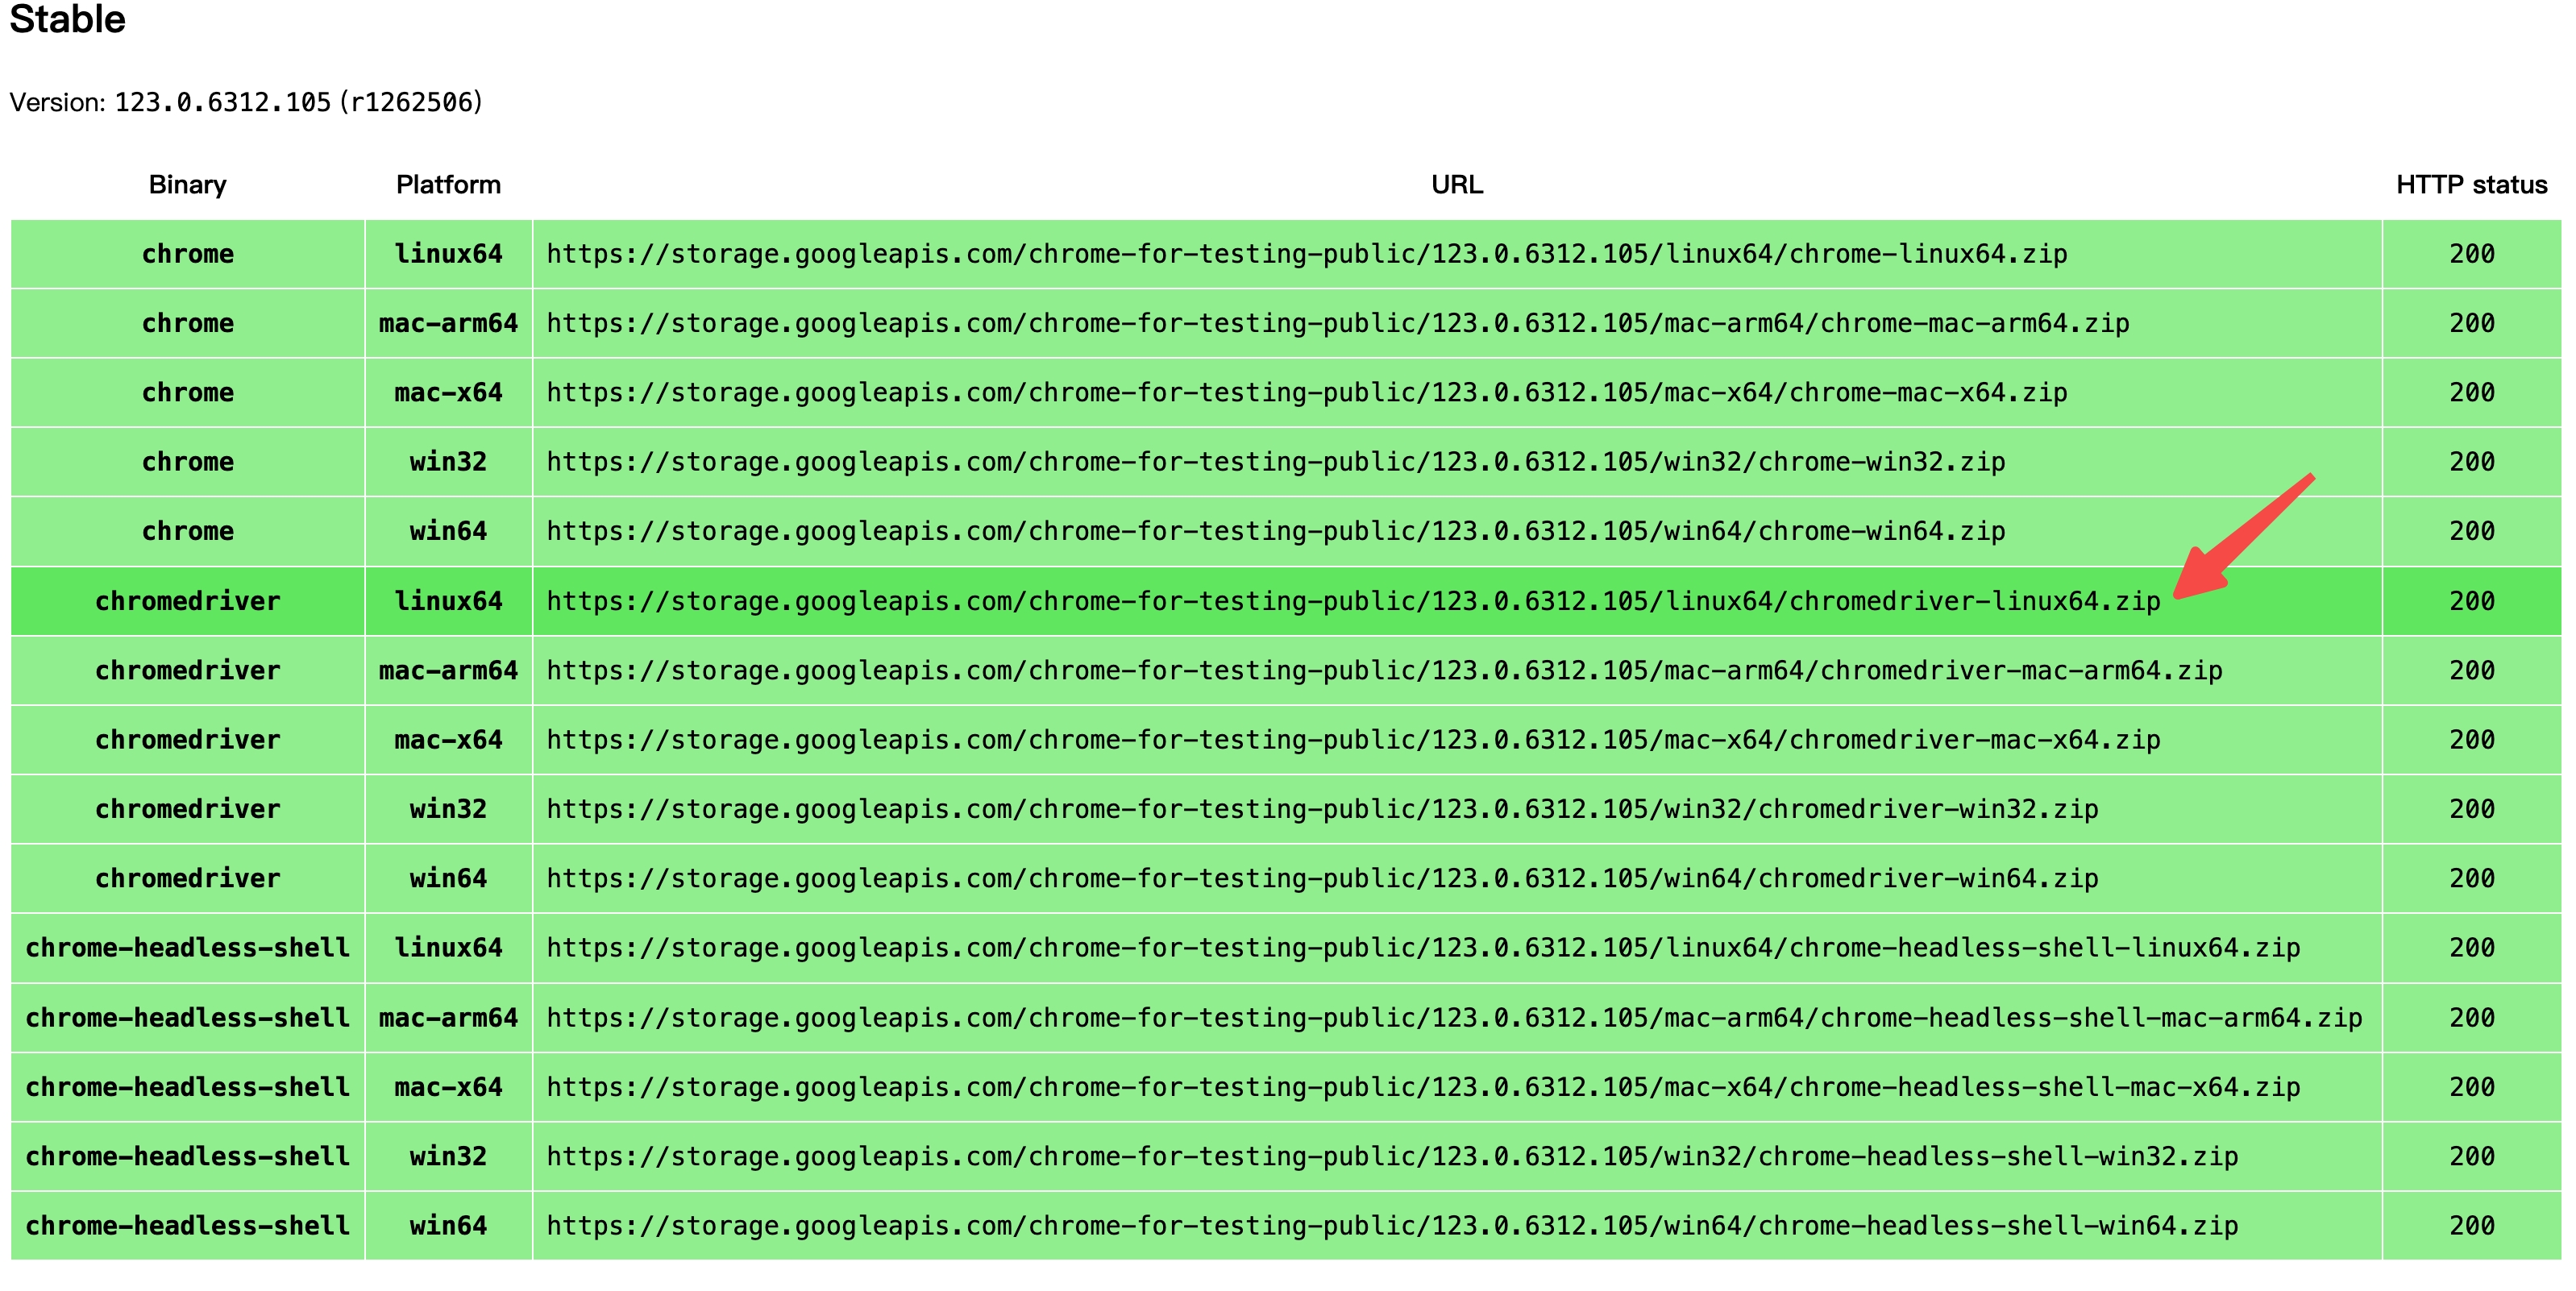 Stable
Version: 123.0.6312.105 (r1262506)
Binary Platform URL HTTP status
chrome linux64 https://storage.googleapis.com/chrome-for-testing-public/123.0.6312.105/linux64/chrome-linux64.zip 200
chrome mac-arm64 https://storage.googleapis.com/chrome-for-testing-public/123.0.6312.105/mac-arm64/chrome-mac-arm64.zip 200
chrome mac-x64 https://storage.googleapis.com/chrome-for-testing-public/123.0.6312.105/mac-x64/chrome-mac-x64.zip 200
chrome win32 https://storage.googleapis.com/chrome-for-testing-public/123.0.6312.105/win32/chrome-win32.zip 200
chrome win64 https://storage.googleapis.com/chrome-for-testing-public/123.0.6312.105/win64/chrome-win64.zip 200
chromedriver linux64 https://storage.googleapis.com/chrome-for-testing-public/123.0.6312.105/linux64/chromedriver-linux64.zip 200
chromedriver mac-arm64 https://storage.googleapis.com/chrome-for-testing-public/123.0.6312.105/mac-arm64/chromedriver-mac-arm64.zip 200
chromedriver mac-x64 https://storage.googleapis.com/chrome-for-testing-public/123.0.6312.105/mac-x64/chromedriver-mac-x64.zip 200
chromedriver win32 https://storage.googleapis.com/chrome-for-testing-public/123.0.6312.105/win32/chromedriver-win32.zip 200
chromedriver win64 https://storage.googleapis.com/chrome-for-testing-public/123.0.6312.105/win64/chromedriver-win64.zip 200
chrome-headless-shell linux64 https://storage.googleapis.com/chrome-for-testing-public/123.0.6312.105/linux64/chrome-headless-shell-linux64.zip 200
chrome-headless-shell mac-arm64 https://storage.googleapis.com/chrome-for-testing-public/123.0.6312.105/mac-arm64/chrome-headless-shell-mac-arm64.zip 200
chrome-headless-shell mac-x64 https://storage.googleapis.com/chrome-for-testing-public/123.0.6312.105/mac-x64/chrome-headless-shell-mac-x64.zip 200
chrome-headless-shell win32 https://storage.googleapis.com/chrome-for-testing-public/123.0.6312.105/win32/chrome-headless-shell-win32.zip 200
chrome-headless-shell win64 https://storage.googleapis.com/chrome-for-testing-public/123.0.6312.105/win64/chrome-headless-shell-win64.zip 200